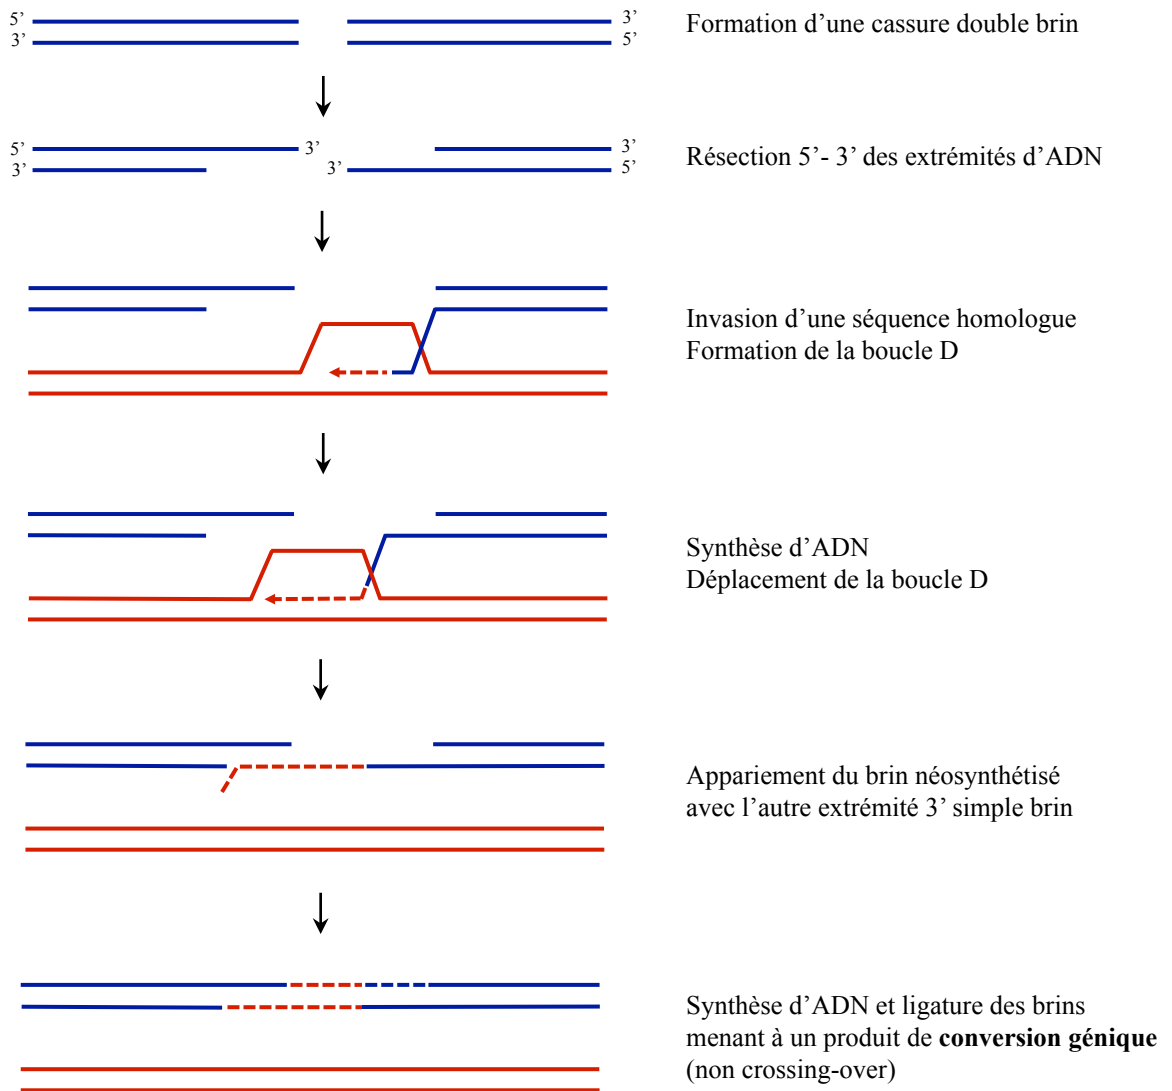 5’ 3’ Formation d’une cassure double brin
3’ 5’
5’ 3’ 3’ Résection 5’- 3’ des extrémités d’ADN
3’ 3’ 5’
Invasion d’une séquence homologue
Formation de la boucle D
Synthèse d’ADN
Déplacement de la boucle D
Appariement du brin néosynthétisé
avec l’autre extrémité 3’ simple brin
Synthèse d’ADN et ligature des brins
menant à un produit de conversion génique
(non crossing-over)